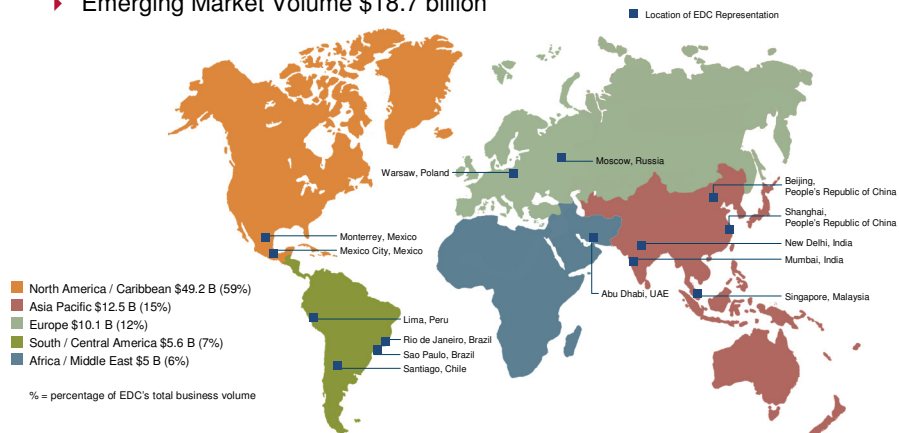 Emerging Market Volume $18.7 billion
Location of EDC Representation
Warsaw, Poland
Moscow, Russia
Beijing,
People's Republic of China
Shanghai,
People's Republic of China
Monterrey, Mexico
Mexico City, Mexico
New Delhi, India
Mumbai, India
Abu Dhabi, UAE
Singapore, Malaysia
North America / Caribbean $49.2 B (59%)
Asia Pacific $12.5 B (15%)
Europe $10.1 B (12%)
South / Central America $5.6 B (7%)
Africa / Middle East $5 B (6%)
Lima, Peru
Rio de Janeiro, Brazil
Sao Paulo, Brazil
Santiago, Chile
% = percentage of EDC's total business volume